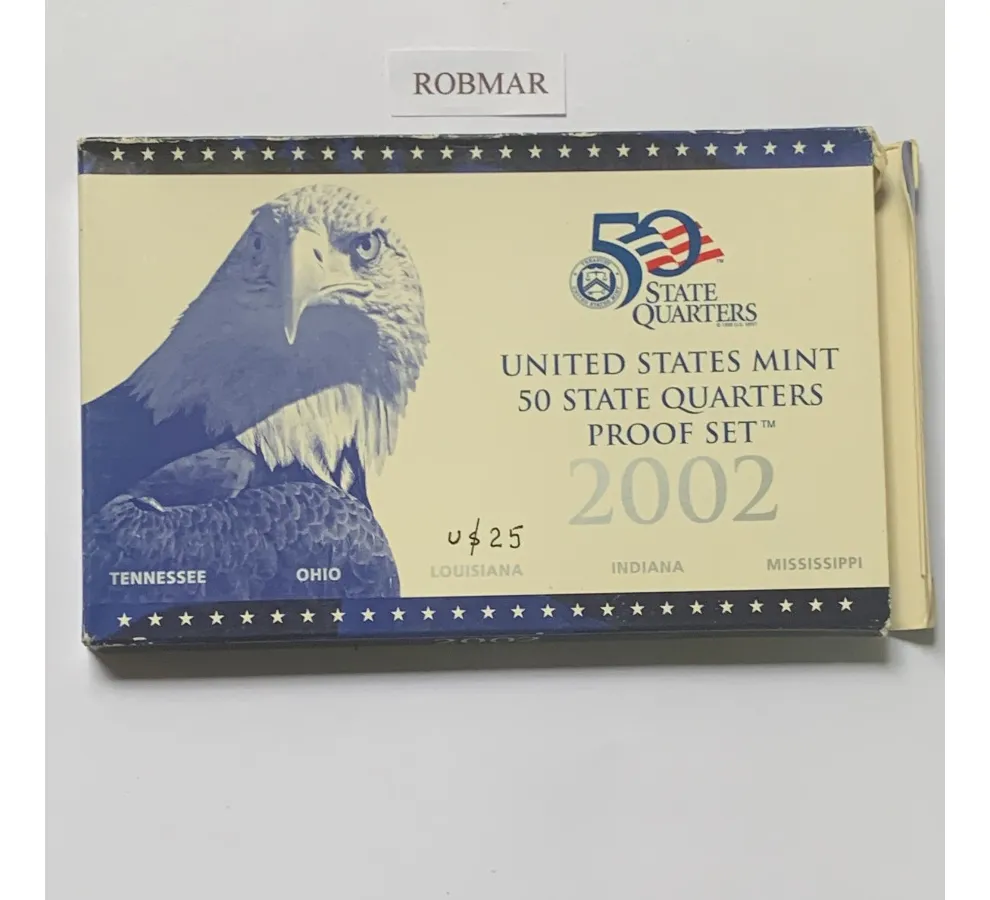 ROBMAR
50
STATE
QUARTERS
UNITED STATES MINT
50 STATE QUARTERS
PROOF SET™
2002
U$25
TENNESSEE OHIO LOUISIANA INDIANA MISSISSIPPI
2002